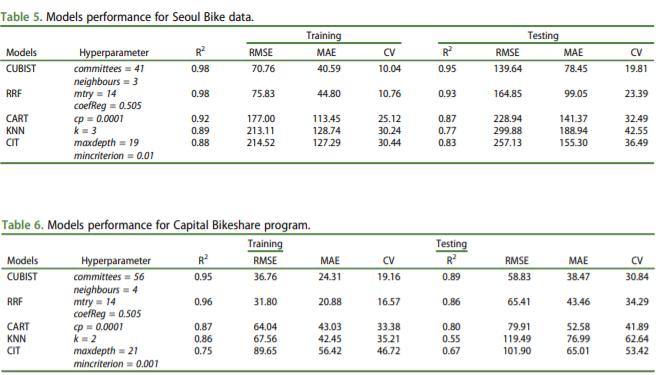 Table 5. Models performance for Seoul Bike data.
Training Testing
Models Hyperparameter R² RMSE MAE CV R² RMSE MAE CV
CUBIST committees = 41 0.98 70.76 40.59 10.04 0.95 139.64 78.45 19.81
neighbours = 3
RRF mtry = 14 0.98 75.83 44.80 10.76 0.93 164.85 99.05 23.39
coefReg = 0.505
CART cp = 0.0001 0.92 177.00 113.45 25.12 0.87 228.94 141.37 32.49
KNN k = 3 0.89 213.11 128.74 30.24 0.77 299.88 188.94 42.55
CIT maxdepth = 19 0.88 214.52 127.29 30.44 0.83 257.13 155.30 36.49
mincriterion = 0.01
Table 6. Models performance for Capital Bikeshare program.
Training Testing
Models Hyperparameter R² RMSE MAE CV R² RMSE MAE CV
CUBIST committees = 56 0.95 36.76 24.31 19.16 0.89 58.83 38.47 30.84
neighbours = 4
RRF mtry = 14 0.96 31.80 20.88 16.57 0.86 65.41 43.46 34.29
coefReg = 0.505
CART cp = 0.0001 0.87 64.04 43.03 33.38 0.80 79.91 52.58 41.89
KNN k = 2 0.86 67.56 42.45 35.21 0.55 119.49 76.99 62.64
CIT maxdepth = 21 0.75 89.65 56.42 46.72 0.67 101.90 65.01 53.42
mincriterion = 0.001